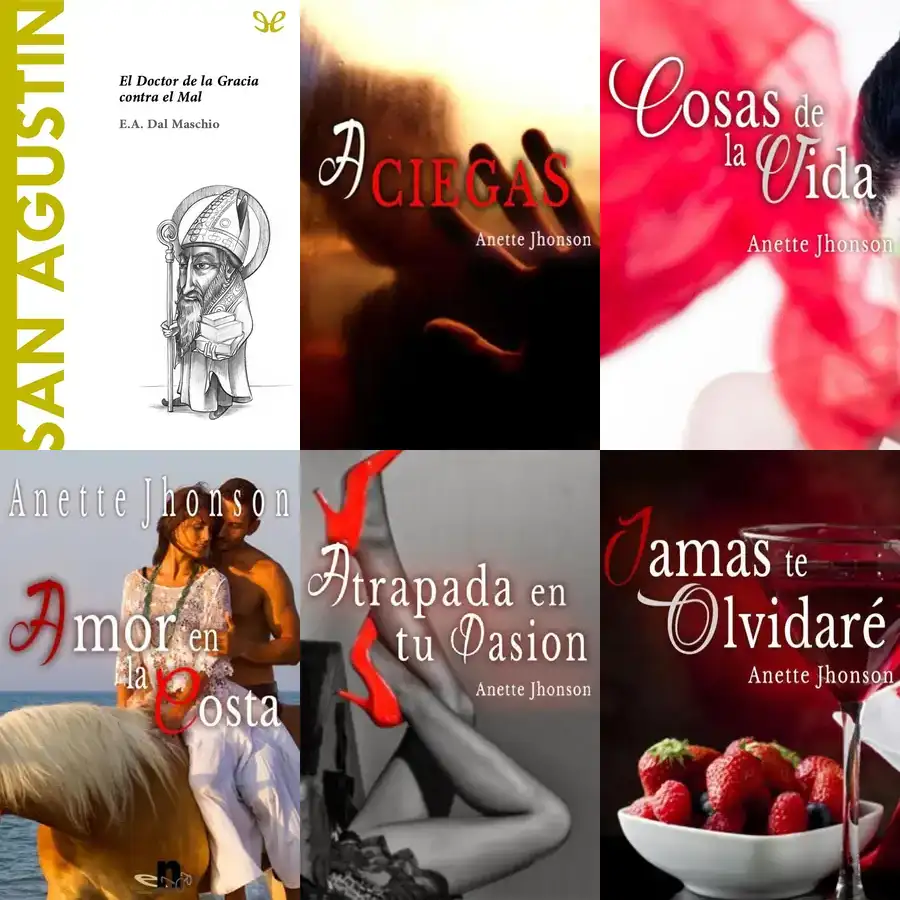 SAN AGUSTIN
El Doctor de la Gracia
contra el Mal
E.A. Dal Maschio
A CIEGAS
Anette Jhonson
Cosas de
la Vida
Anette Jhonson
Anette Jhonson
Amor en
la Costa
Atrapada en
tu Pasion
Anette Jhonson
Jamas te
Olvidaré
Anette Jhonson